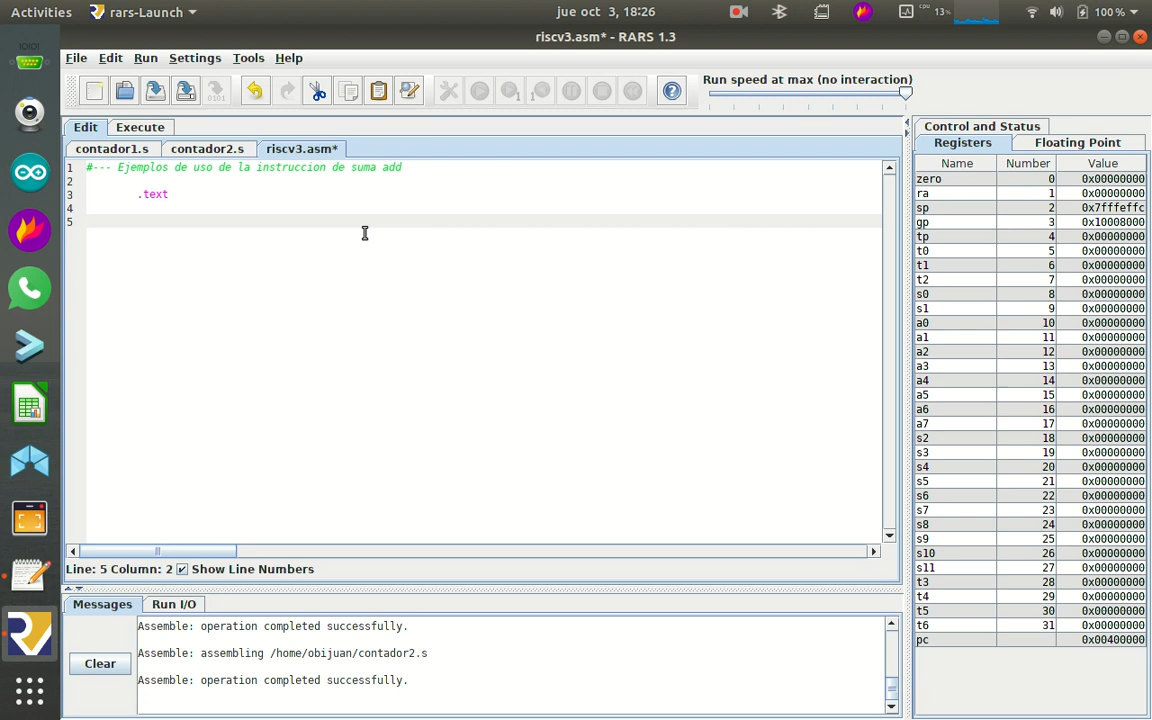 Activities rars-Launch jue oct 3, 18:26 cpu 13% 100%
riscv3.asm* - RARS 1.3
File Edit Run Settings Tools Help
Run speed at max (no interaction)
Edit Execute
contador1.s contador2.s riscv3.asm*
1 #--- Ejemplos de uso de la instruccion de suma add
2
3 .text
4
5
Line: 5 Column: 2 Show Line Numbers
Messages Run I/O
Assemble: operation completed successfully.
Assemble: assembling /home/obijuan/contador2.s
Assemble: operation completed successfully.
Clear
Control and Status
Registers Floating Point
Name Number Value
zero 0 0x00000000
ra 1 0x00000000
sp 2 0x7fffeffc
gp 3 0x10008000
tp 4 0x00000000
t0 5 0x00000000
t1 6 0x00000000
t2 7 0x00000000
s0 8 0x00000000
s1 9 0x00000000
a0 10 0x00000000
a1 11 0x00000000
a2 12 0x00000000
a3 13 0x00000000
a4 14 0x00000000
a5 15 0x00000000
a6 16 0x00000000
a7 17 0x00000000
s2 18 0x00000000
s3 19 0x00000000
s4 20 0x00000000
s5 21 0x00000000
s6 22 0x00000000
s7 23 0x00000000
s8 24 0x00000000
s9 25 0x00000000
s10 26 0x00000000
s11 27 0x00000000
t3 28 0x00000000
t4 29 0x00000000
t5 30 0x00000000
t6 31 0x00000000
pc 0x00400000